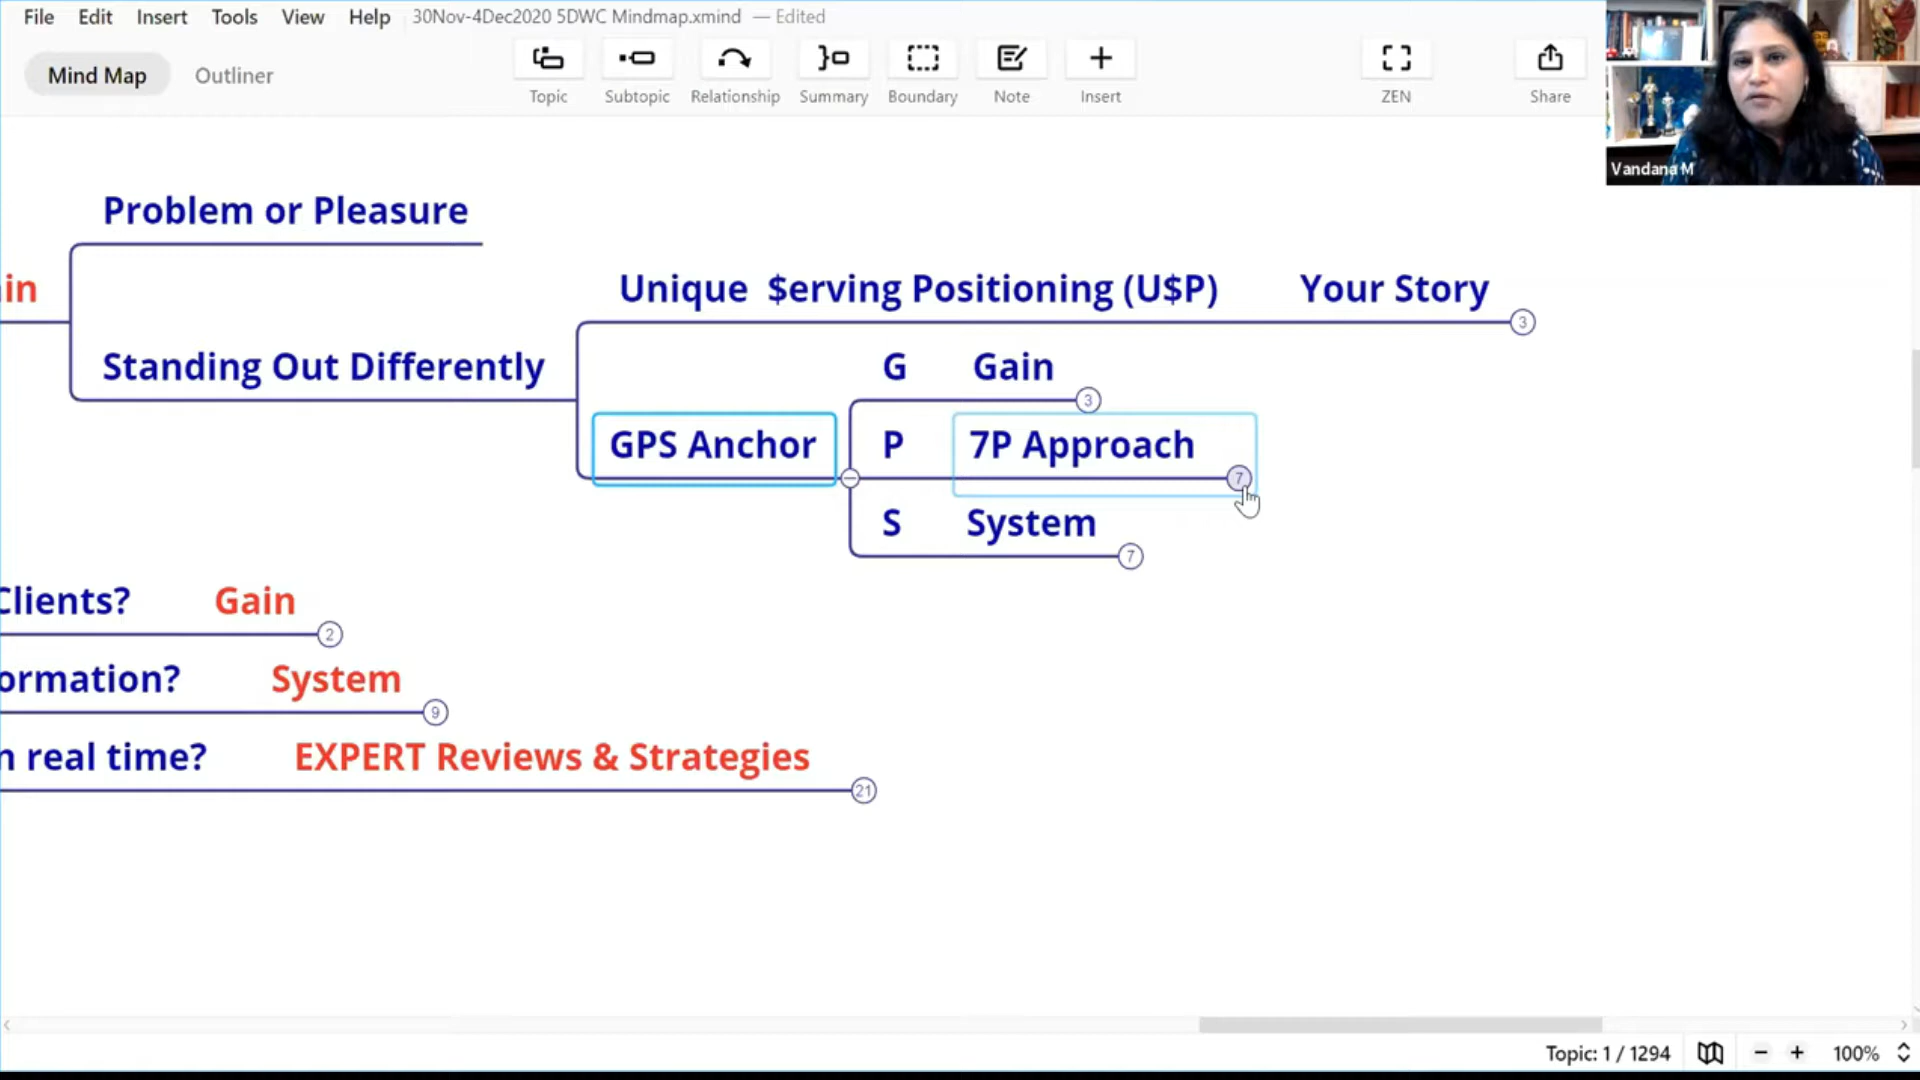 File Edit Insert Tools View Help 30Nov-4Dec2020 5DWC Mindmap.xmind — Edited
Mind Map Outliner
Topic Subtopic Relationship Summary Boundary Note Insert ZEN Share
Vandana M
Problem or Pleasure
in
Unique $erving Positioning (U$P) Your Story
3
Standing Out Differently
G Gain
3
GPS Anchor
P 7P Approach
7
S System
7
Clients? Gain
2
ormation? System
9
n real time? EXPERT Reviews & Strategies
21
Topic: 1 / 1294 100%